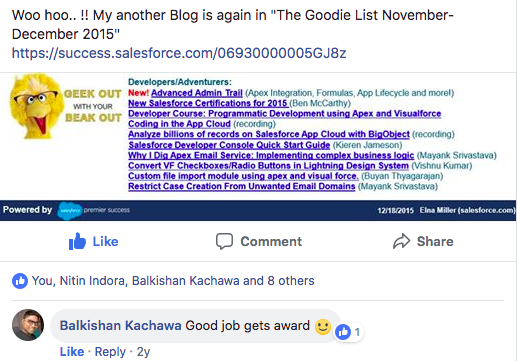 Woo hoo.. !! My another Blog is again in "The Goodie List November-
December 2015"
https://success.salesforce.com/06930000005GJ8z
GEEK OUT
WITH YOUR
BEAK OUT
Developers/Adventurers:
New! Advanced Admin Trail (Apex Integration, Formulas, App Lifecycle and more!)
New Salesforce Certifications for 2015 (Ben McCarthy)
Developer Course: Programmatic Development using Apex and Visualforce
Coding in the App Cloud (recording)
Analyze billions of records on Salesforce App Cloud with BigObject (recording)
Salesforce Developer Console Quick Start Guide (Kieren Jameson)
Why I Dig Apex Email Service: Implementing complex business logic (Mayank Srivastava)
Convert VF Checkboxes/Radio Buttons in Lightning Design System (Vishnu Kumar)
Custom file import module using apex and visual force. (Buyan Thyagarajan)
Restrict Case Creation From Unwanted Email Domains (Mayank Srivastava)
Powered by salesforce premier success 12/18/2015 Elna Miller (salesforce.com)
Like Comment Share
You, Nitin Indora, Balkishan Kachawa and 8 others
Balkishan Kachawa Good job gets award 🙂 1
Like · Reply · 2y